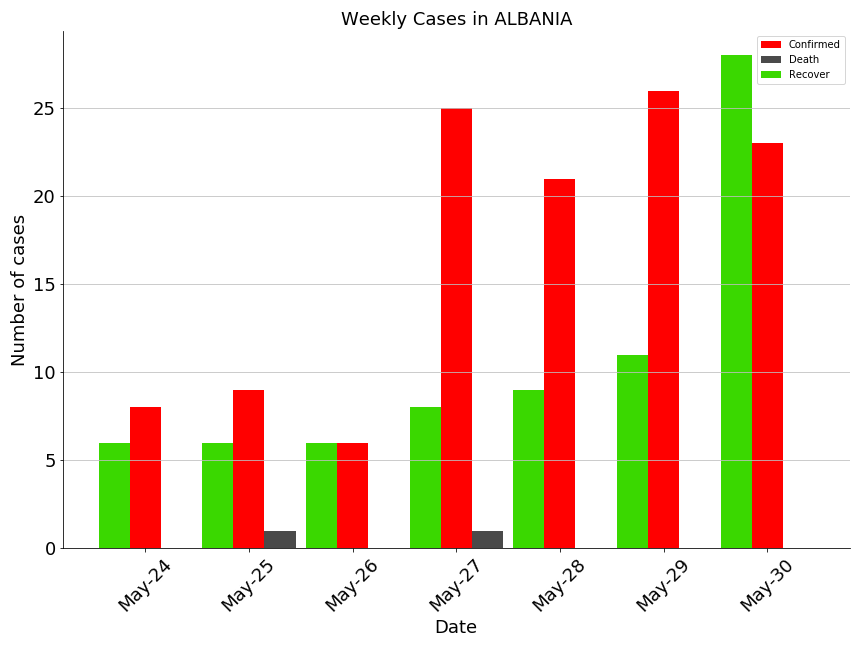 Weekly Cases in ALBANIA
Confirmed
Death
Recover
Number of cases
25
20
15
10
5
0
May-24
May-25
May-26
May-27
May-28
May-29
May-30
Date